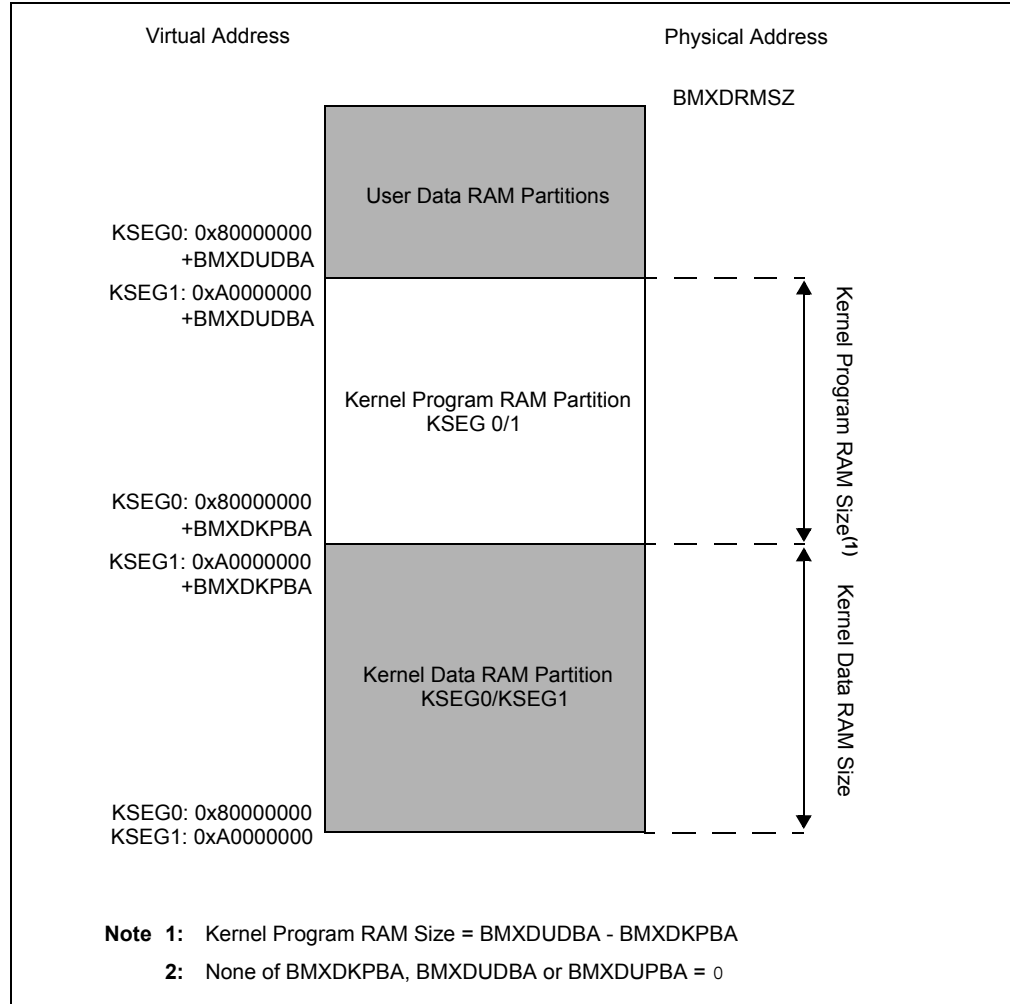 Virtual Address
Physical Address
BMXDRMSZ
User Data RAM Partitions
KSEG0: 0x80000000
+BMXDUDBA
KSEG1: 0xA0000000
+BMXDUDBA
Kernel Program RAM Size(1)
Kernel Program RAM Partition
KSEG 0/1
KSEG0: 0x80000000
+BMXDKPBA
KSEG1: 0xA0000000
+BMXDKPBA
Kernel Data RAM Size
Kernel Data RAM Partition
KSEG0/KSEG1
KSEG0: 0x80000000
KSEG1: 0xA0000000
Note 1: Kernel Program RAM Size = BMXDUDBA - BMXDKPBA
2: None of BMXDKPBA, BMXDUDBA or BMXDUPBA = 0